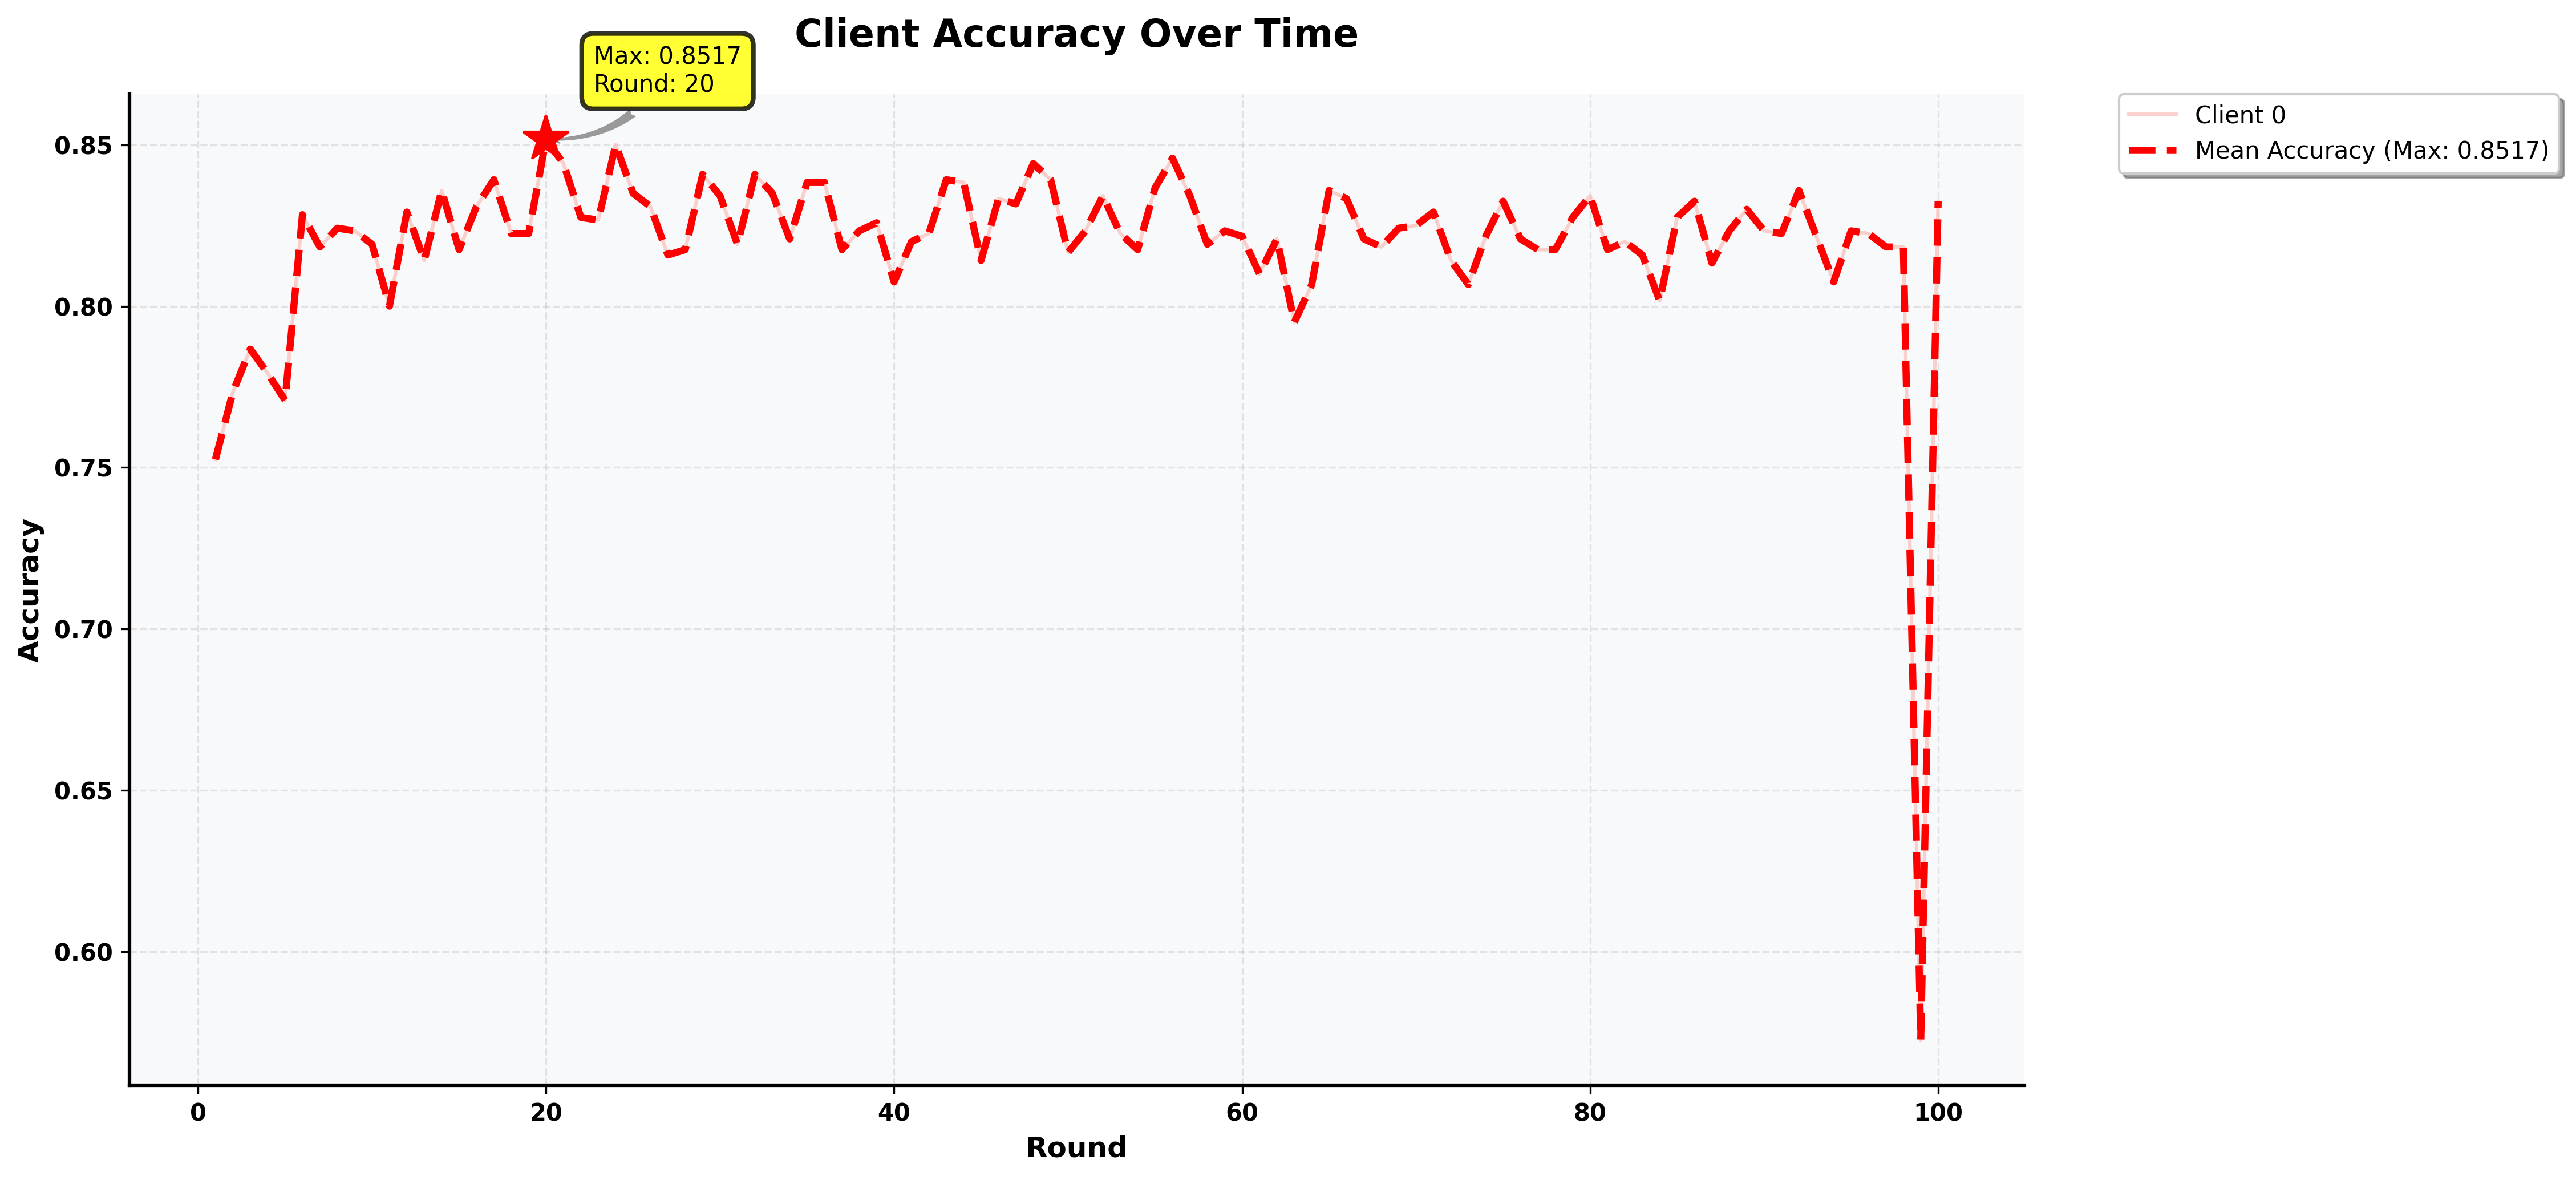 Client Accuracy Over Time
Max: 0.8517
Round: 20
Client 0
Mean Accuracy (Max: 0.8517)
Accuracy
0.85
0.80
0.75
0.70
0.65
0.60
0
20
40
60
80
100
Round